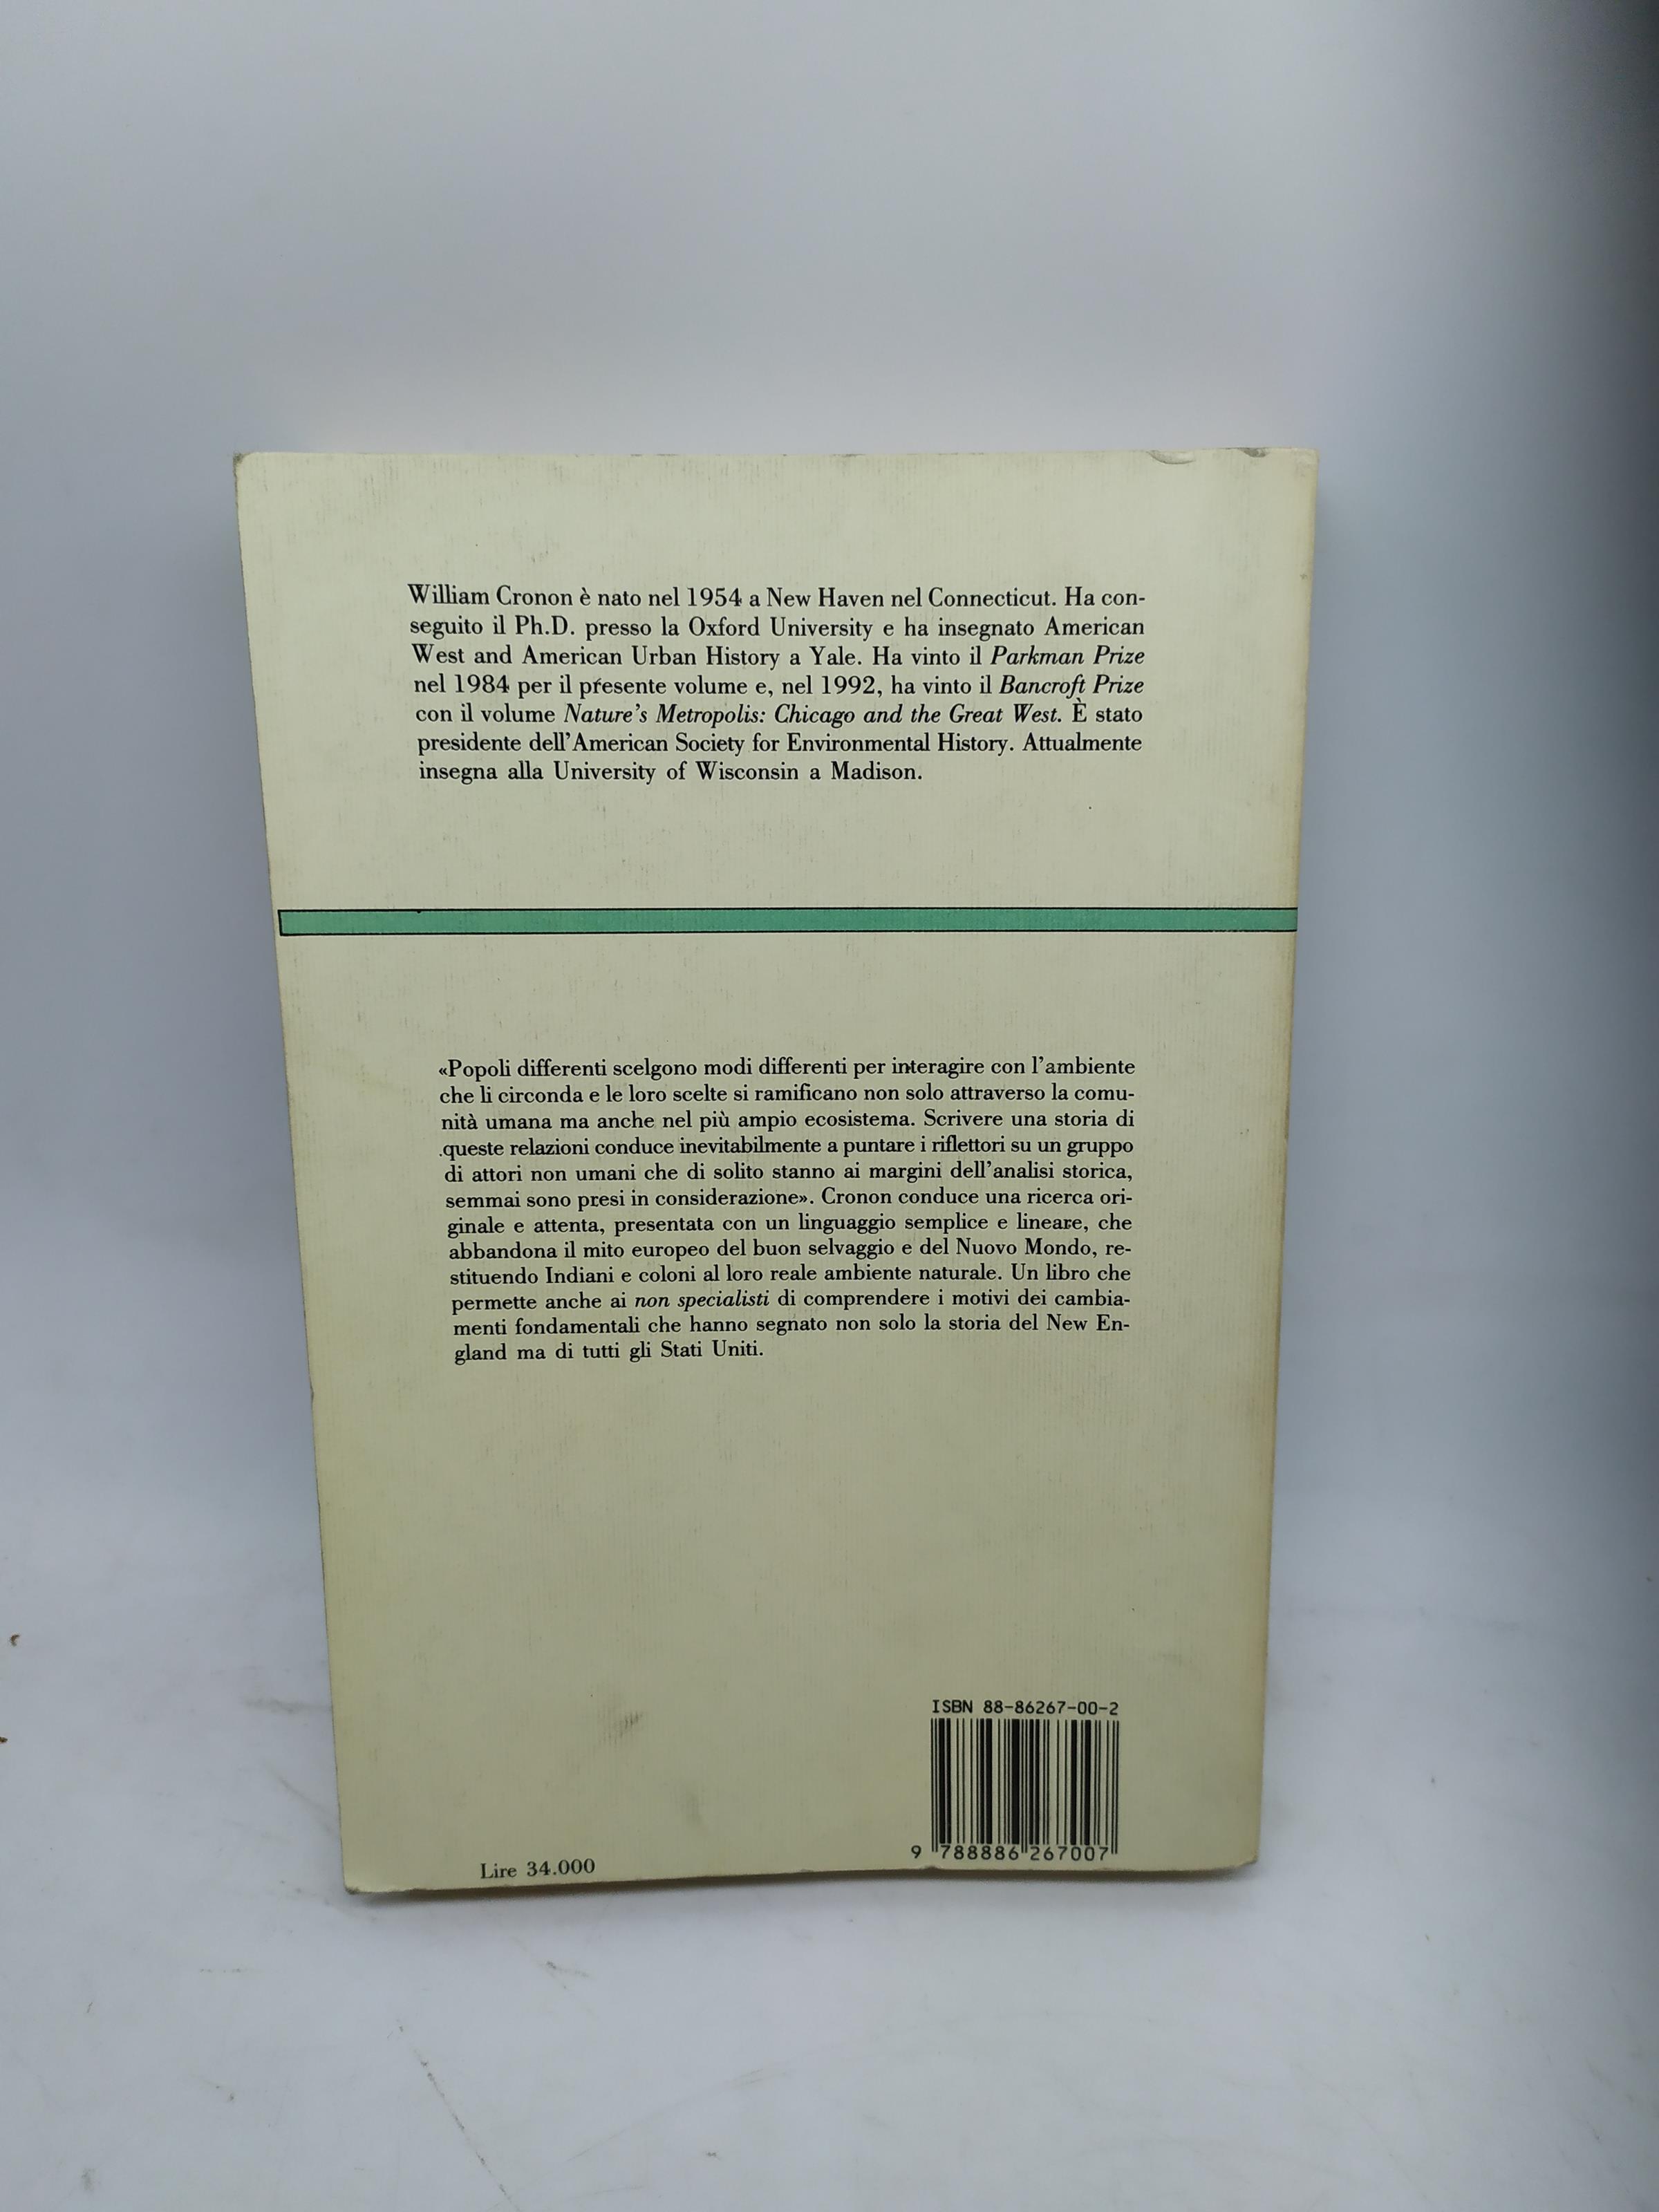 William Cronon è nato nel 1954 a New Haven nel Connecticut. Ha con-
seguito il Ph.D. presso la Oxford University e ha insegnato American
West and American Urban History a Yale. Ha vinto il Parkman Prize
nel 1984 per il presente volume e, nel 1992, ha vinto il Bancroft Prize
con il volume Nature's Metropolis: Chicago and the Great West. È stato
presidente dell'American Society for Environmental History. Attualmente
insegna alla University of Wisconsin a Madison.
«Popoli differenti scelgono modi differenti per interagire con l'ambiente
che li circonda e le loro scelte si ramificano non solo attraverso la comu-
nità umana ma anche nel più ampio ecosistema. Scrivere una storia di
queste relazioni conduce inevitabilmente a puntare i riflettori su un gruppo
di attori non umani che di solito stanno ai margini dell'analisi storica,
semmai sono presi in considerazione». Cronon conduce una ricerca ori-
ginale e attenta, presentata con un linguaggio semplice e lineare, che
abbandona il mito europeo del buon selvaggio e del Nuovo Mondo, re-
stituendo Indiani e coloni al loro reale ambiente naturale. Un libro che
permette anche ai non specialisti di comprendere i motivi dei cambia-
menti fondamentali che hanno segnato non solo la storia del New En-
gland ma di tutti gli Stati Uniti.
ISBN 88-86267-00-2
9 788886 267007
Lire 34.000